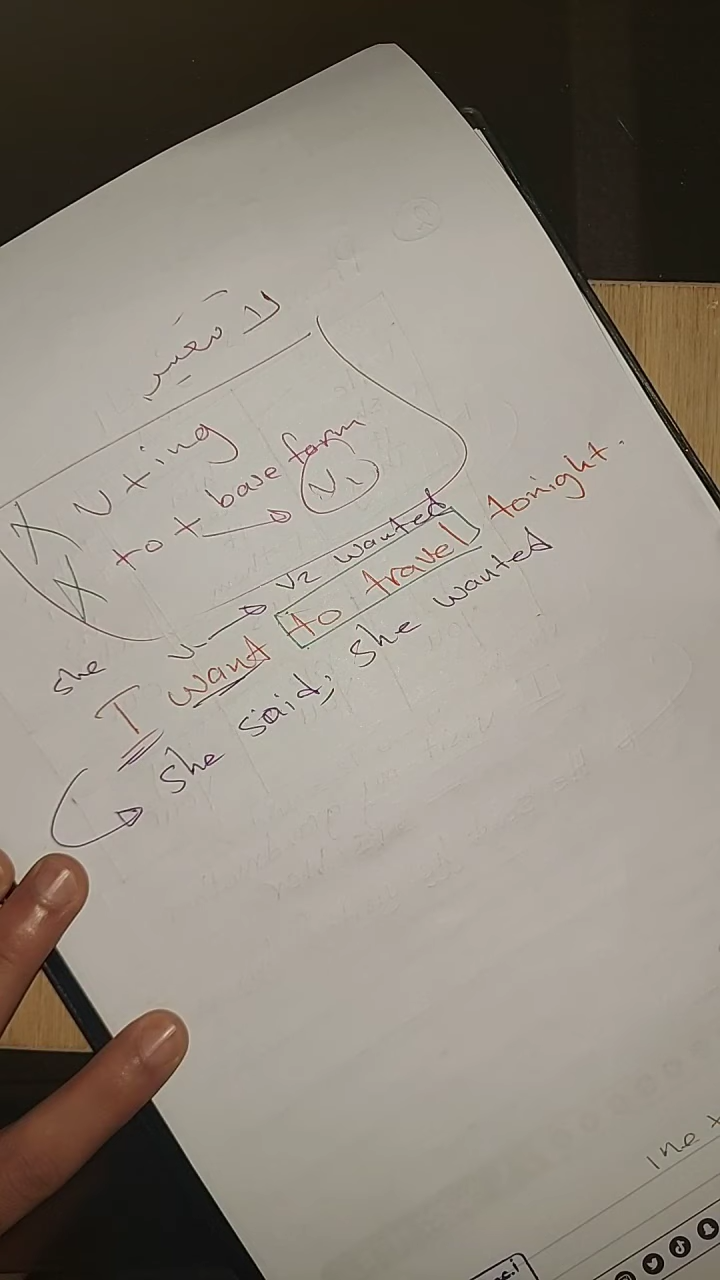 لا تتغير
X v + ing
X to + base form
V1
V → V2 wanted
she
I want to travel tonight.
she said; she wanted